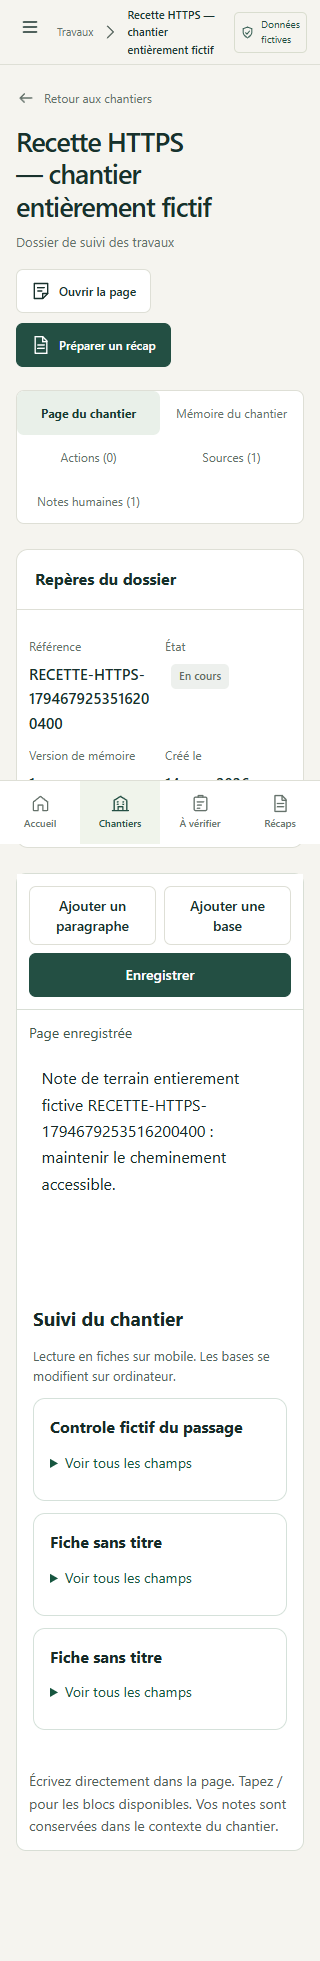 Travaux
Recette HTTPS —
chantier
entièrement fictif
Données
fictives
Retour aux chantiers
Recette HTTPS
— chantier
entièrement fictif
Dossier de suivi des travaux
Ouvrir la page
Préparer un récap
Page du chantier
Mémoire du chantier
Actions (0)
Sources (1)
Notes humaines (1)
Repères du dossier
Référence
État
RECETTE-HTTPS-
179467925351620
0400
En cours
Version de mémoire
Créé le
Accueil
Chantiers
À vérifier
Récaps
Ajouter un
paragraphe
Ajouter une
base
Enregistrer
Page enregistrée
Note de terrain entierement
fictive RECETTE-HTTPS-
1794679253516200400 :
maintenir le cheminement
accessible.
Suivi du chantier
Lecture en fiches sur mobile. Les bases se
modifient sur ordinateur.
Controle fictif du passage
Voir tous les champs
Fiche sans titre
Voir tous les champs
Fiche sans titre
Voir tous les champs
Écrivez directement dans la page. Tapez /
pour les blocs disponibles. Vos notes sont
conservées dans le contexte du chantier.